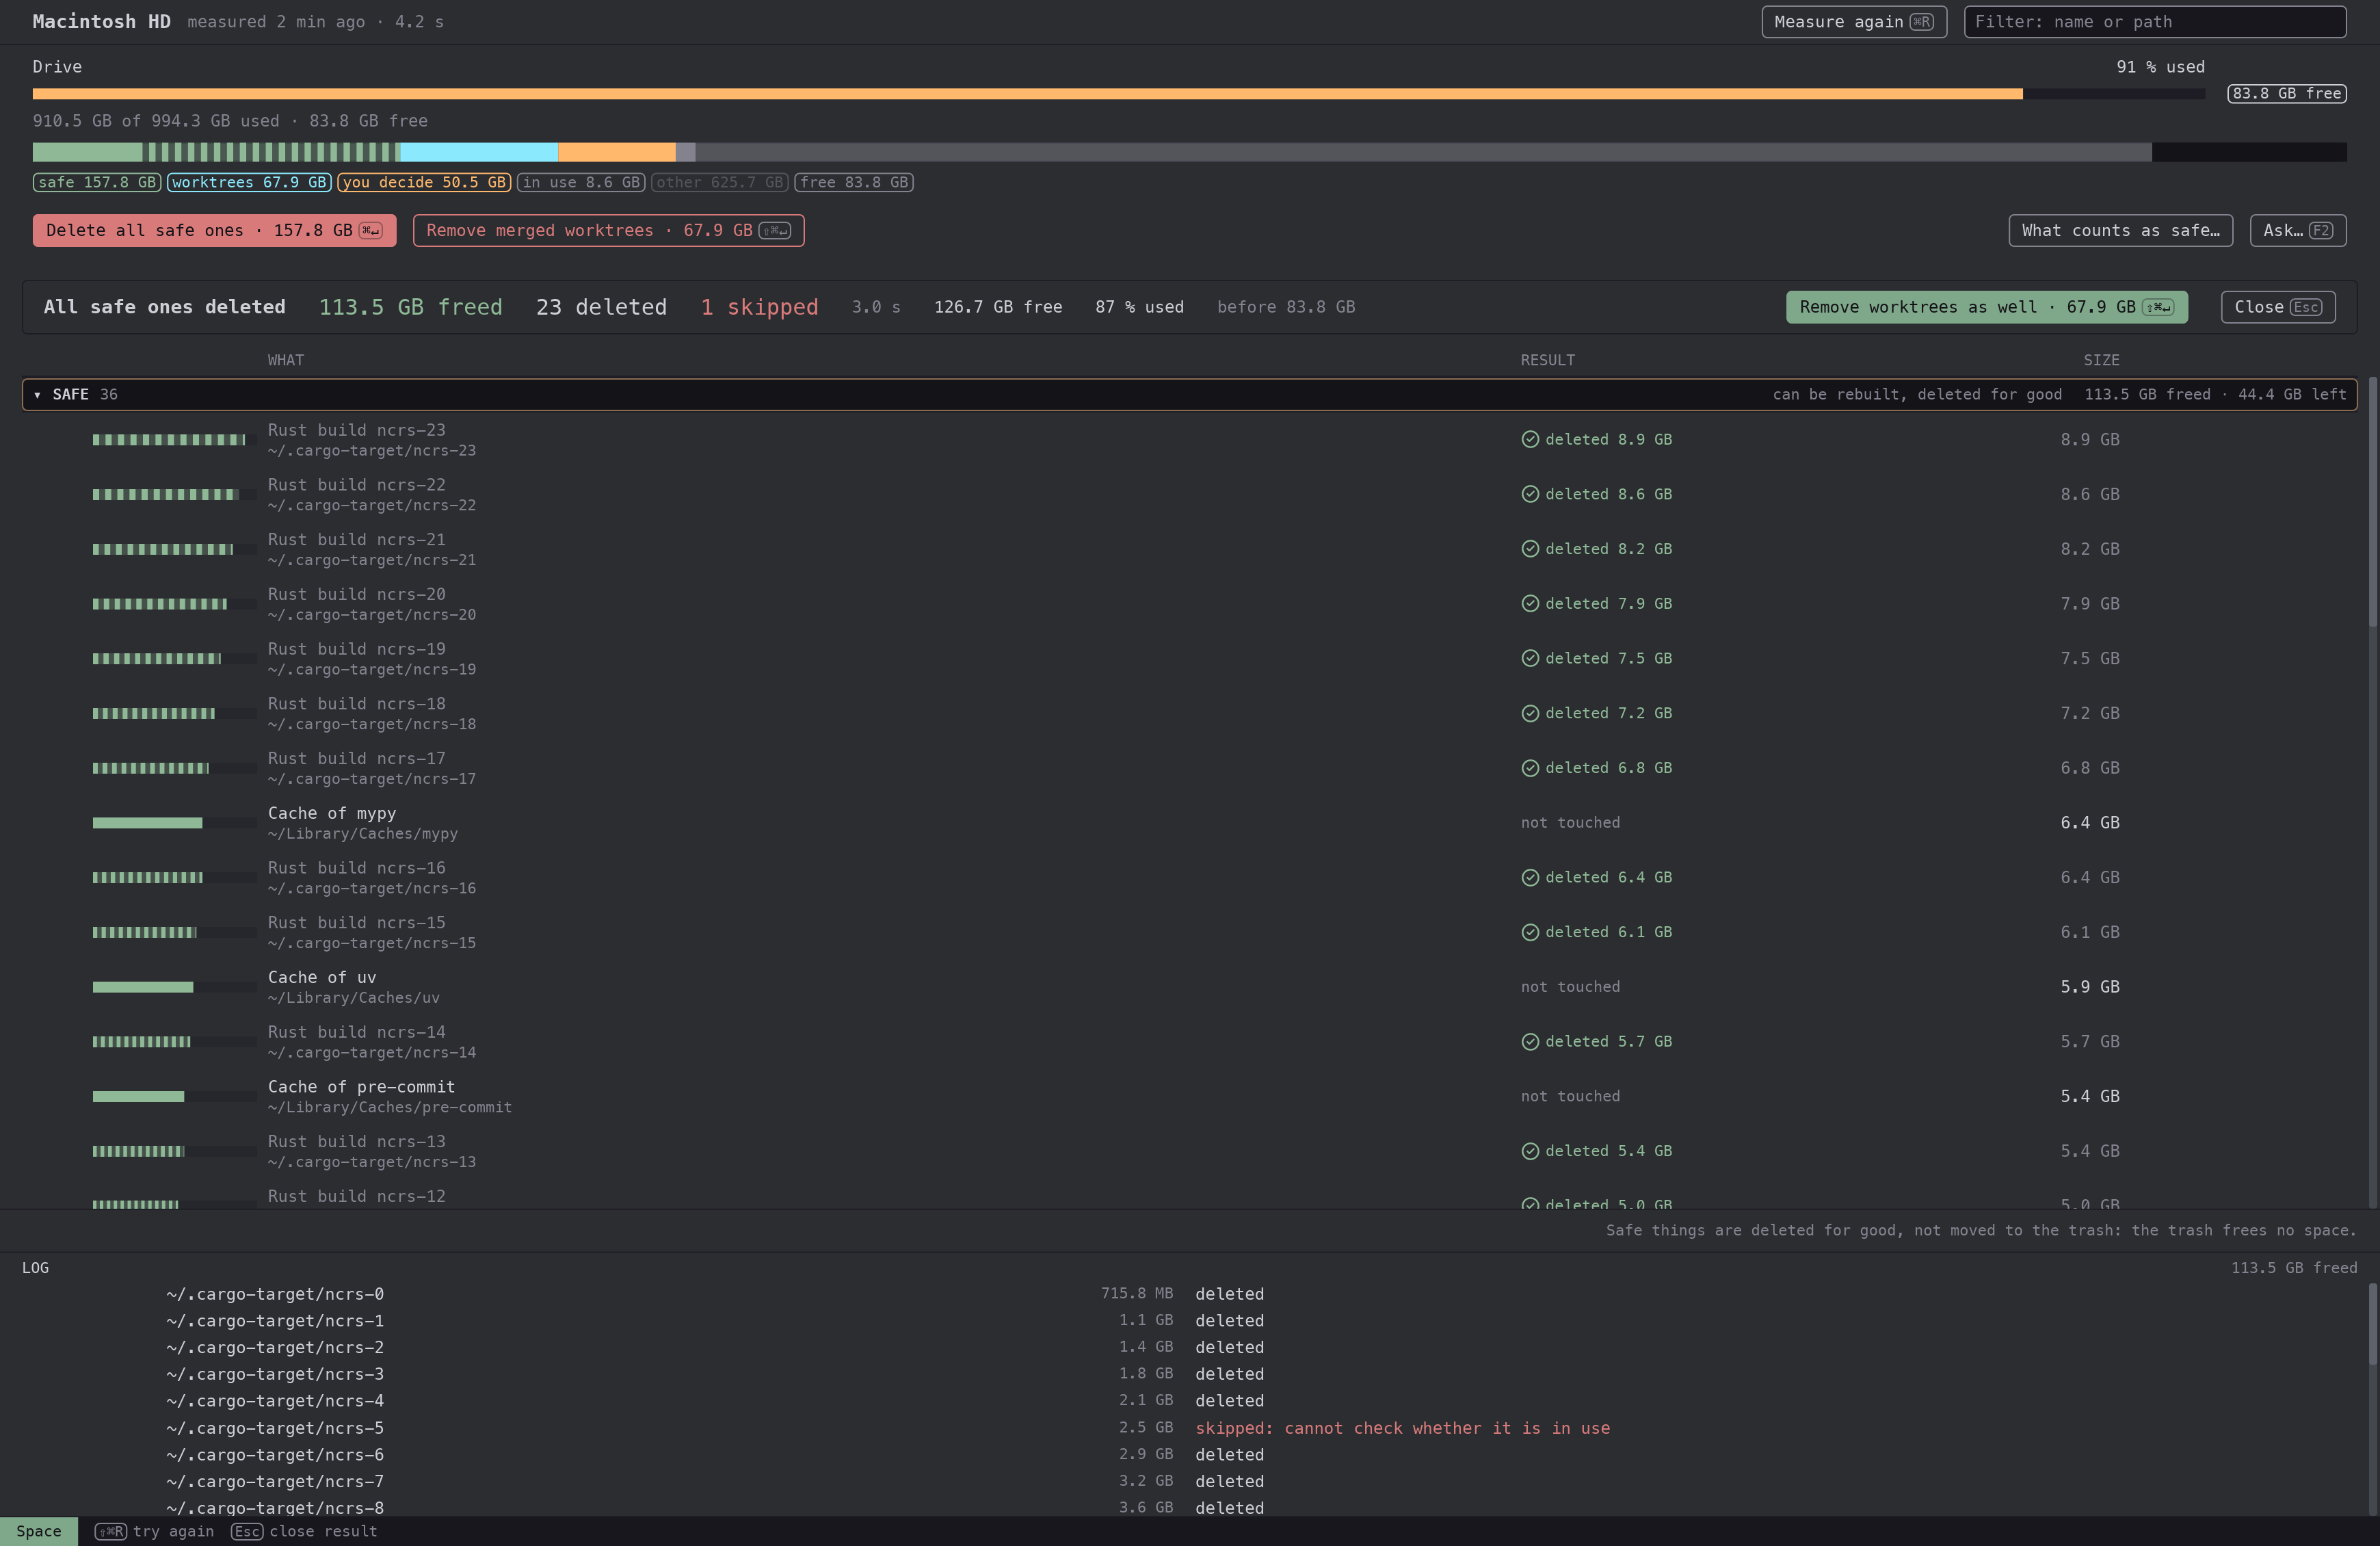 Macintosh HD measured 2 min ago · 4.2 s Measure again ⌘R Filter: name or path
Drive 91 % used
83.8 GB free
910.5 GB of 994.3 GB used · 83.8 GB free
safe 157.8 GB worktrees 67.9 GB you decide 50.5 GB in use 8.6 GB other 625.7 GB free 83.8 GB
Delete all safe ones · 157.8 GB ⌘↵ Remove merged worktrees · 67.9 GB ⇧⌘↵ What counts as safe… Ask… F2
All safe ones deleted 113.5 GB freed 23 deleted 1 skipped 3.0 s 126.7 GB free 87 % used before 83.8 GB Remove worktrees as well · 67.9 GB ⇧⌘↵ Close Esc
WHAT RESULT SIZE
▾ SAFE 36 can be rebuilt, deleted for good 113.5 GB freed · 44.4 GB left
Rust build ncrs-23
~/.cargo-target/ncrs-23 deleted 8.9 GB 8.9 GB
Rust build ncrs-22
~/.cargo-target/ncrs-22 deleted 8.6 GB 8.6 GB
Rust build ncrs-21
~/.cargo-target/ncrs-21 deleted 8.2 GB 8.2 GB
Rust build ncrs-20
~/.cargo-target/ncrs-20 deleted 7.9 GB 7.9 GB
Rust build ncrs-19
~/.cargo-target/ncrs-19 deleted 7.5 GB 7.5 GB
Rust build ncrs-18
~/.cargo-target/ncrs-18 deleted 7.2 GB 7.2 GB
Rust build ncrs-17
~/.cargo-target/ncrs-17 deleted 6.8 GB 6.8 GB
Cache of mypy
~/Library/Caches/mypy not touched 6.4 GB
Rust build ncrs-16
~/.cargo-target/ncrs-16 deleted 6.4 GB 6.4 GB
Rust build ncrs-15
~/.cargo-target/ncrs-15 deleted 6.1 GB 6.1 GB
Cache of uv
~/Library/Caches/uv not touched 5.9 GB
Rust build ncrs-14
~/.cargo-target/ncrs-14 deleted 5.7 GB 5.7 GB
Cache of pre-commit
~/Library/Caches/pre-commit not touched 5.4 GB
Rust build ncrs-13
~/.cargo-target/ncrs-13 deleted 5.4 GB 5.4 GB
Rust build ncrs-12
deleted 5.0 GB 5.0 GB
Safe things are deleted for good, not moved to the trash: the trash frees no space.
LOG 113.5 GB freed
~/.cargo-target/ncrs-0 715.8 MB deleted
~/.cargo-target/ncrs-1 1.1 GB deleted
~/.cargo-target/ncrs-2 1.4 GB deleted
~/.cargo-target/ncrs-3 1.8 GB deleted
~/.cargo-target/ncrs-4 2.1 GB deleted
~/.cargo-target/ncrs-5 2.5 GB skipped: cannot check whether it is in use
~/.cargo-target/ncrs-6 2.9 GB deleted
~/.cargo-target/ncrs-7 3.2 GB deleted
~/.cargo-target/ncrs-8 3.6 GB deleted
Space ⇧⌘R try again Esc close result